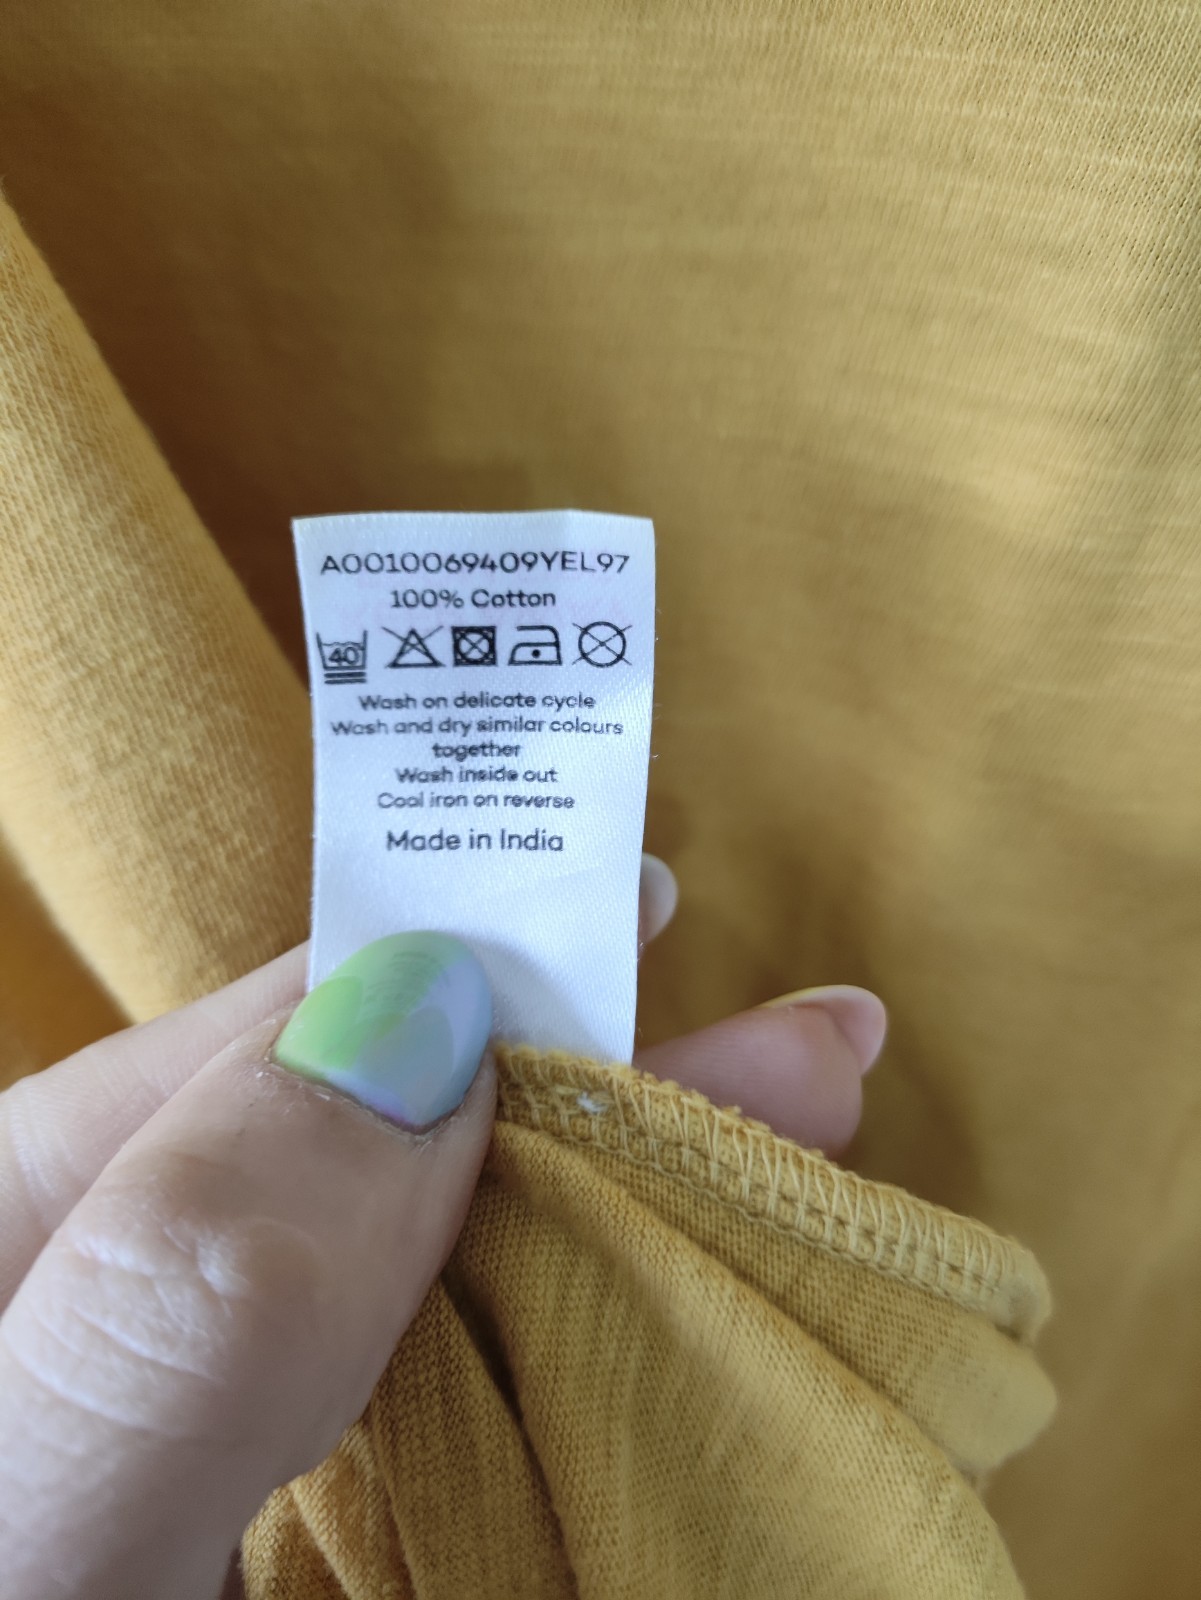 A0010069409YEL97
100% Cotton
40
Wash on delicate cycle
Wash and dry similar colours
together
Wash inside out
Cool iron on reverse
Made in India